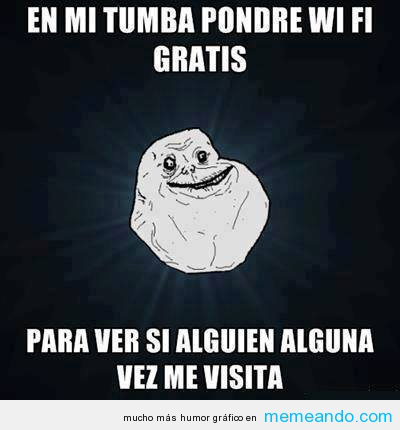 EN MI TUMBA PONDRE WI FI
GRATIS
PARA VER SI ALGUIEN ALGUNA
VEZ ME VISITA
mucho más humor gráfico en memeando.com